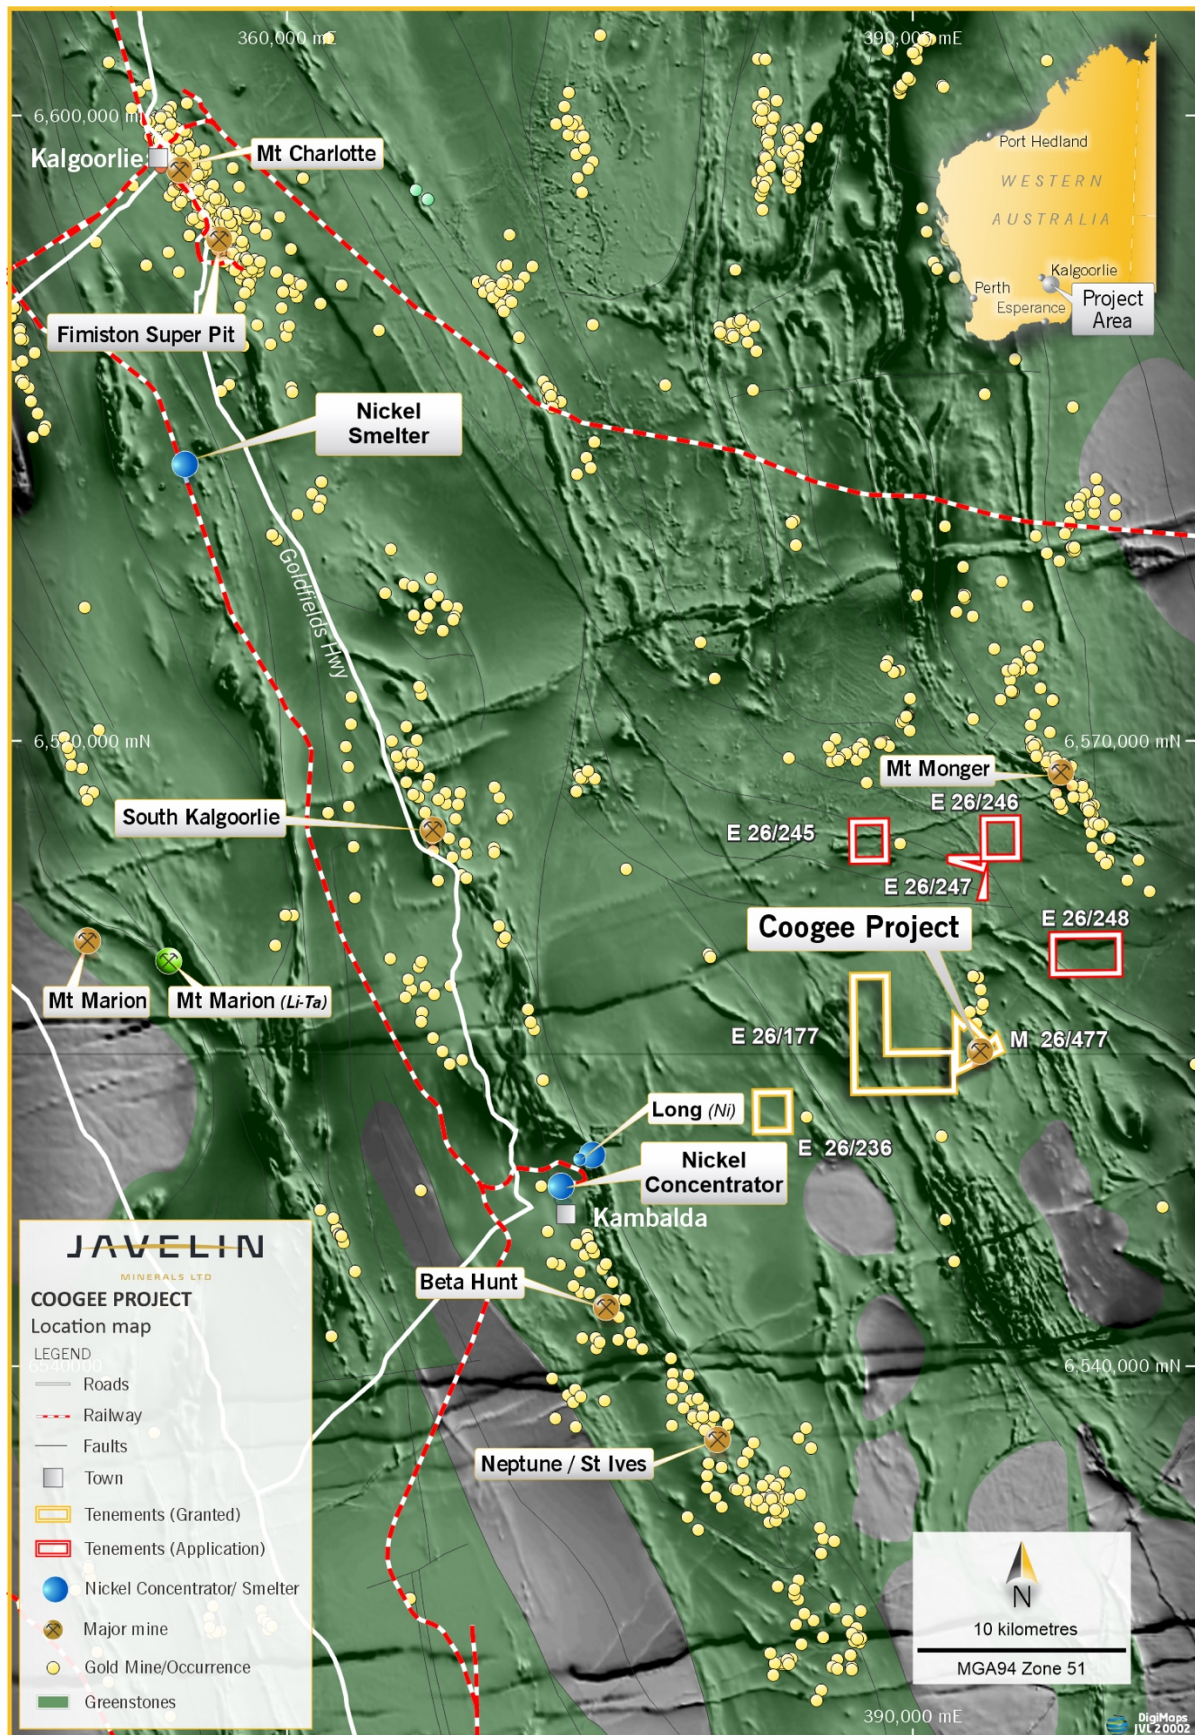 360,000 mE
390,000 mE
6,600,000 m
Kalgoorlie
Mt Charlotte
Port Hedland
WESTERN
AUSTRALIA
Kalgoorlie
Perth
Esperance
Project
Area
Fimiston Super Pit
Nickel
Smelter
Goldfields Hwy
6,570,000 mN
6,570,000 mN
Mt Monger
E 26/246
South Kalgoorlie
E 26/245
E 26/247
Coogee Project
E 26/248
Mt Marion
Mt Marion (Li-Ta)
E 26/177
M 26/477
Long (Ni)
E 26/236
Nickel
Concentrator
Kambalda
Beta Hunt
JAVELIN
MINERALS LTD
COOGEE PROJECT
Location map
LEGEND
6540000
6,540,000 mN
Roads
Railway
Faults
Town
Tenements (Granted)
Tenements (Application)
Nickel Concentrator/ Smelter
Major mine
Gold Mine/Occurrence
Greenstones
Neptune / St Ives
N
10 kilometres
MGA94 Zone 51
390,000 mE
DigiMaps